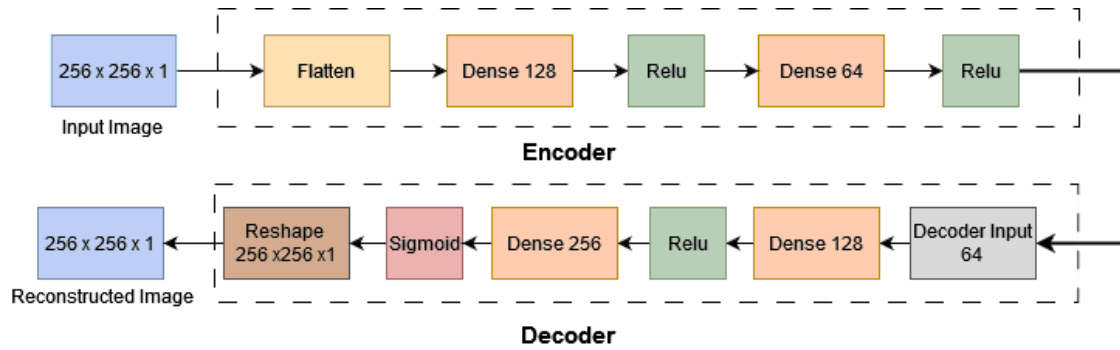 256 x 256 x 1
Flatten
Dense 128
Relu
Dense 64
Relu
Input Image
Encoder
256 x 256 x 1
Reshape
256 x256 x1
Sigmoid
Dense 256
Relu
Dense 128
Decoder Input
64
Reconstructed Image
Decoder